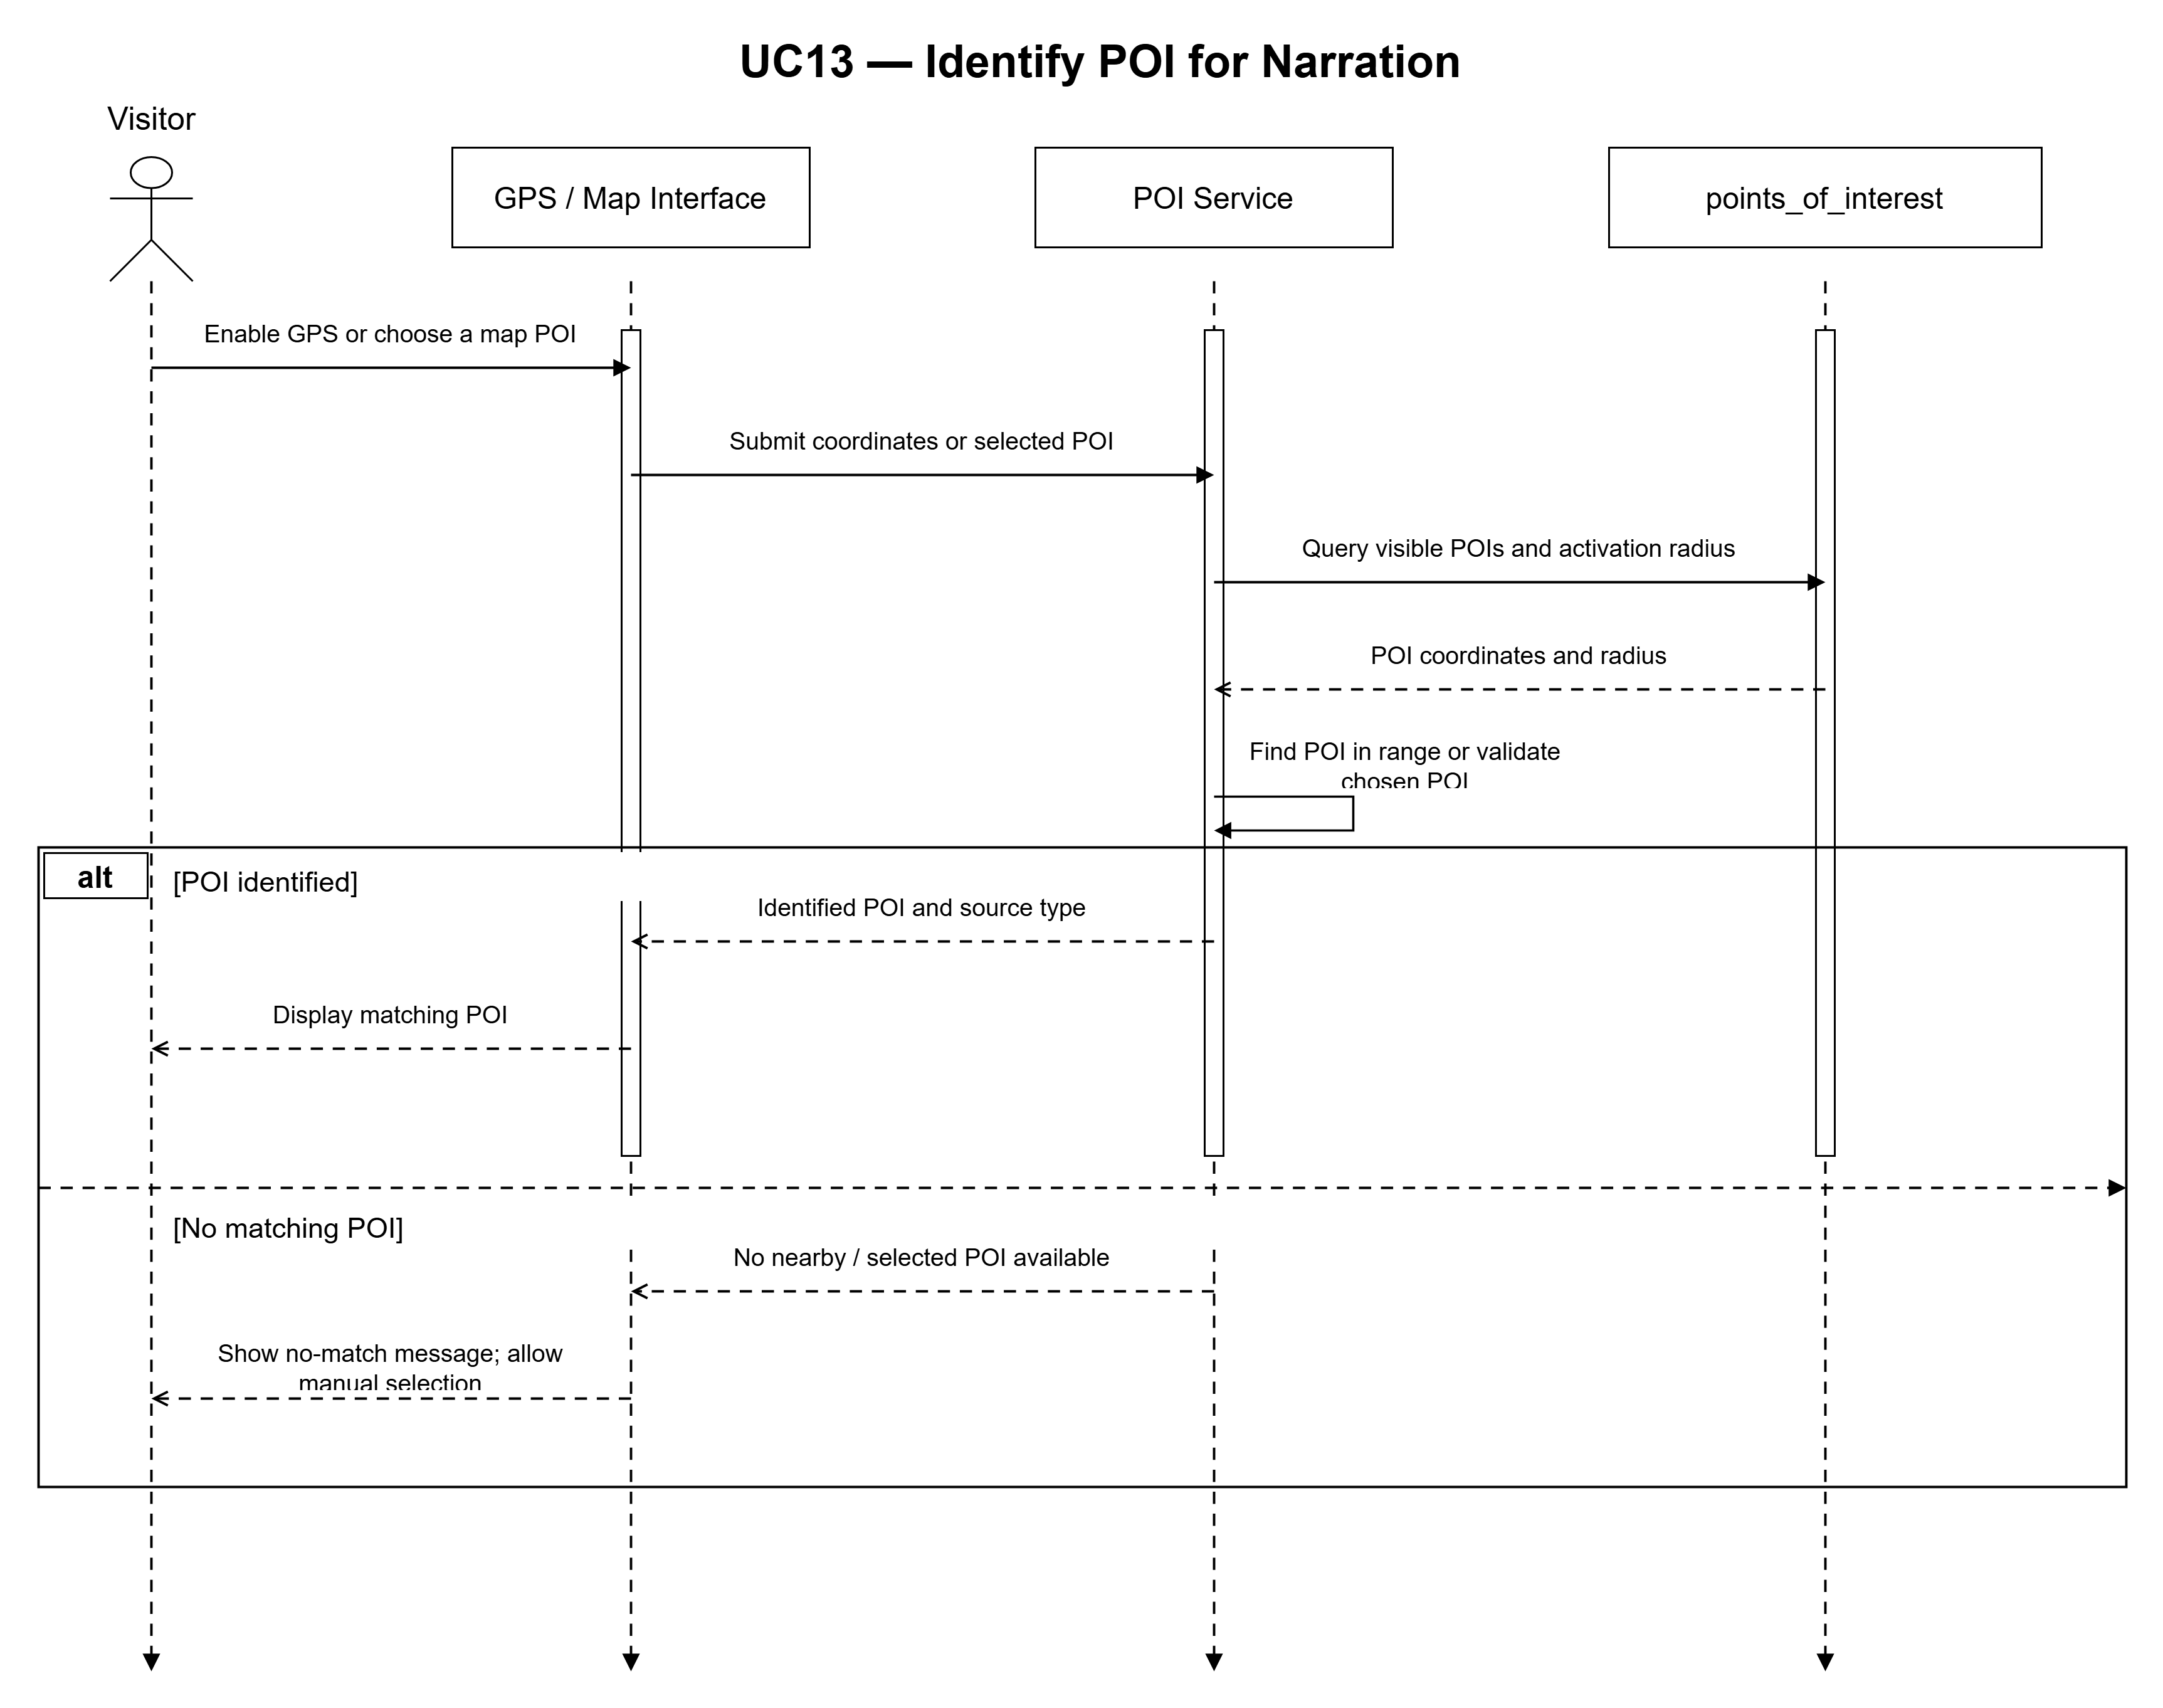 UC13 — Identify POI for Narration
Visitor
GPS / Map Interface
POI Service
points_of_interest
Enable GPS or choose a map POI
Submit coordinates or selected POI
Query visible POIs and activation radius
POI coordinates and radius
Find POI in range or validate
chosen POI
alt
[POI identified]
Identified POI and source type
Display matching POI
[No matching POI]
No nearby / selected POI available
Show no-match message; allow
manual selection